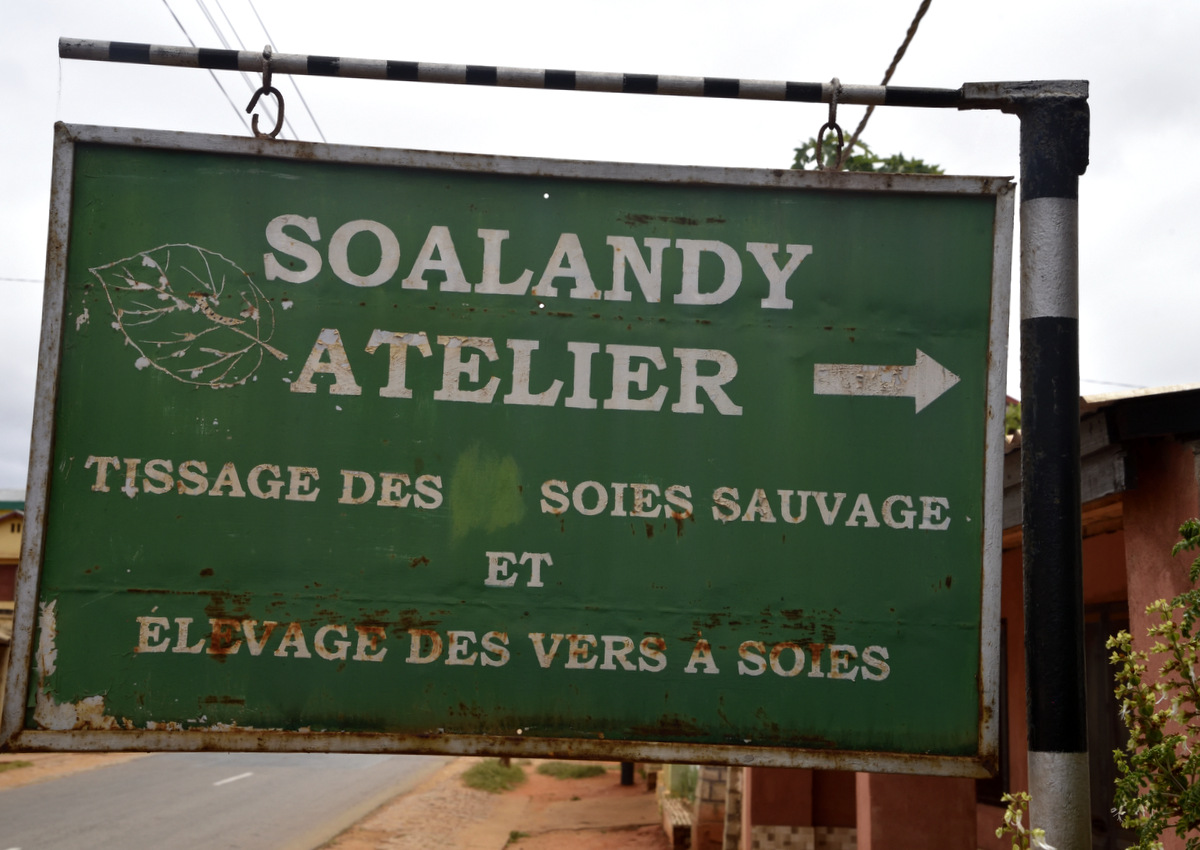 SOALANDY
ATELIER
TISSAGE DES SOIES SAUVAGE
ET
ÉLEVAGE DES VERS A SOIES